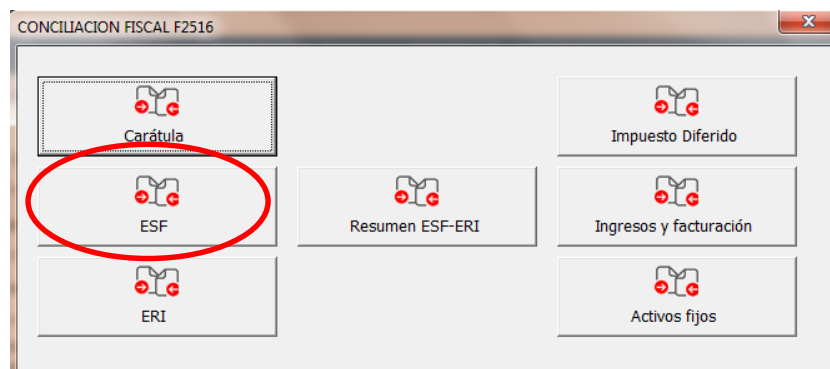 CONCILIACION FISCAL F2516
Carátula
Impuesto Diferido
ESF
Resumen ESF-ERI
Ingresos y facturación
ERI
Activos fijos